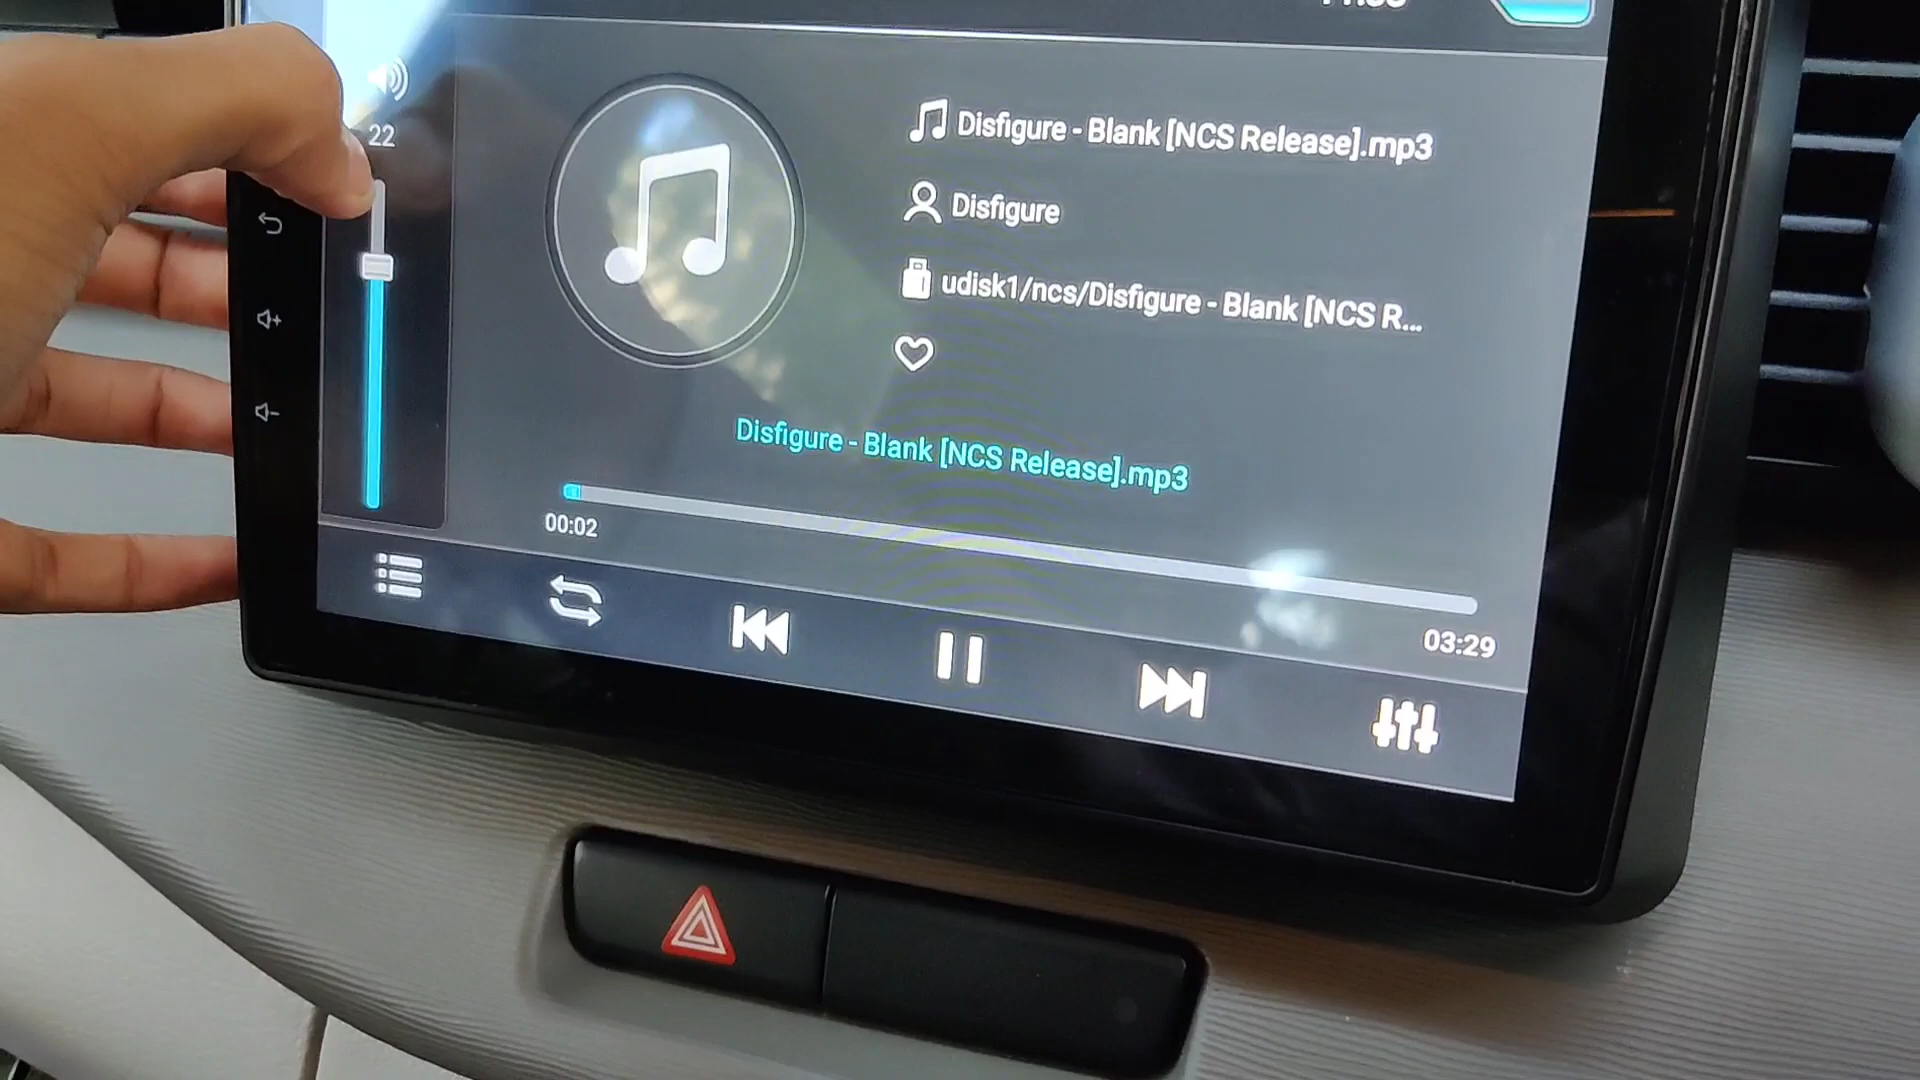 22
Disfigure - Blank [NCS Release].mp3
Disfigure
udisk1/ncs/Disfigure - Blank [NCS R...
Disfigure - Blank [NCS Release].mp3
00:02
03:29